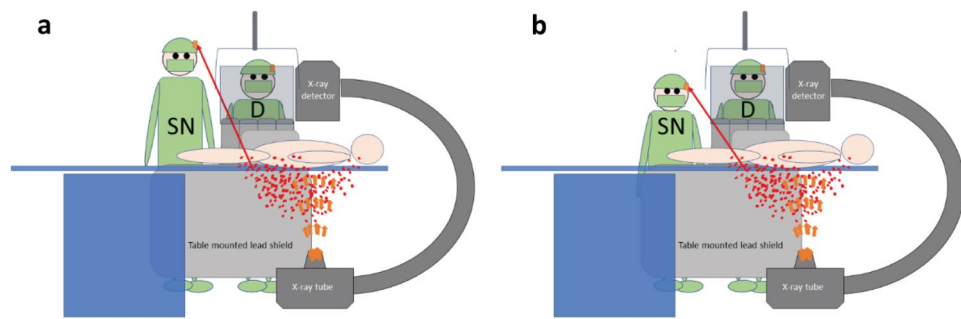 a
SN
D
X-ray
detector
Table mounted lead shield
X-ray tube
b
SN
D
X-ray
detector
Table mounted lead shield
X-ray tube